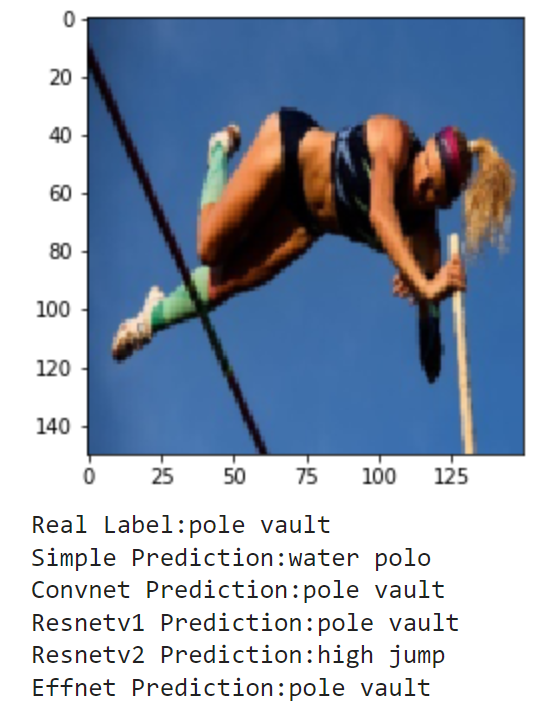 0
20
40
60
80
100
120
140
0 25 50 75 100 125
Real Label:pole vault
Simple Prediction:water polo
Convnet Prediction:pole vault
Resnetv1 Prediction:pole vault
Resnetv2 Prediction:high jump
Effnet Prediction:pole vault